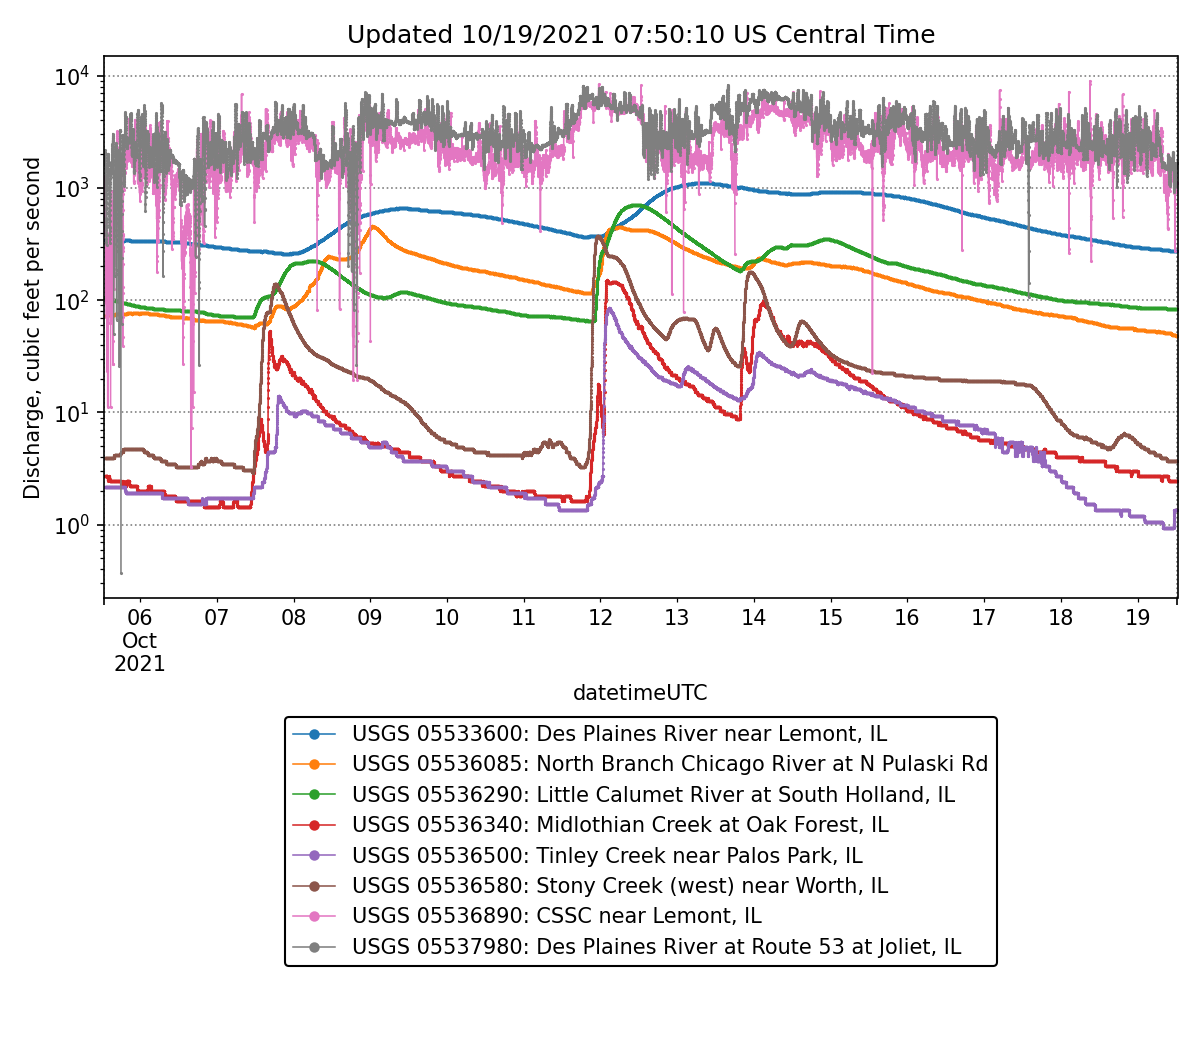 Updated 10/19/2021 07:50:10 US Central Time
Discharge, cubic feet per second
10^4
10^3
10^2
10^1
10^0
06 07 08 09 10 11 12 13 14 15 16 17 18 19
Oct
2021
datetimeUTC
USGS 05533600: Des Plaines River near Lemont, IL
USGS 05536085: North Branch Chicago River at N Pulaski Rd
USGS 05536290: Little Calumet River at South Holland, IL
USGS 05536340: Midlothian Creek at Oak Forest, IL
USGS 05536500: Tinley Creek near Palos Park, IL
USGS 05536580: Stony Creek (west) near Worth, IL
USGS 05536890: CSSC near Lemont, IL
USGS 05537980: Des Plaines River at Route 53 at Joliet, IL